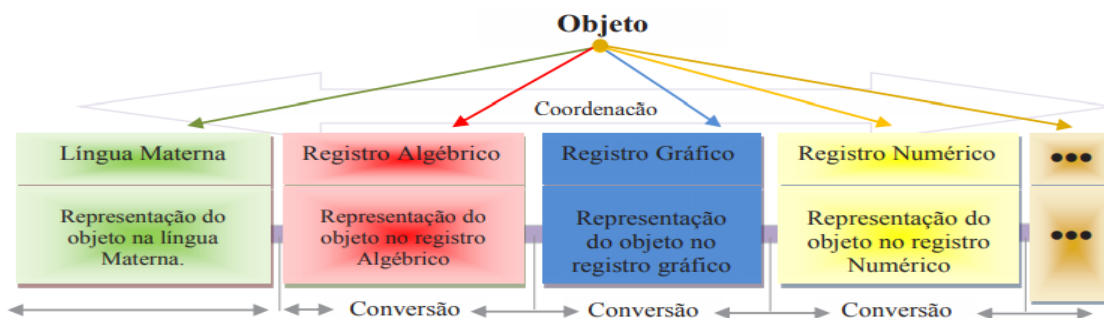 Objeto
Coordenacão
Língua Materna
Registro Algébrico
Registro Gráfico
Registro Numérico
•••
Representação do
objeto na língua
Materna.
Representação do
objeto no registro
Algébrico
Representação
do objeto no
registro gráfico
Representação do
objeto no registro
Numérico
•••
Conversão
Conversão
Conversão